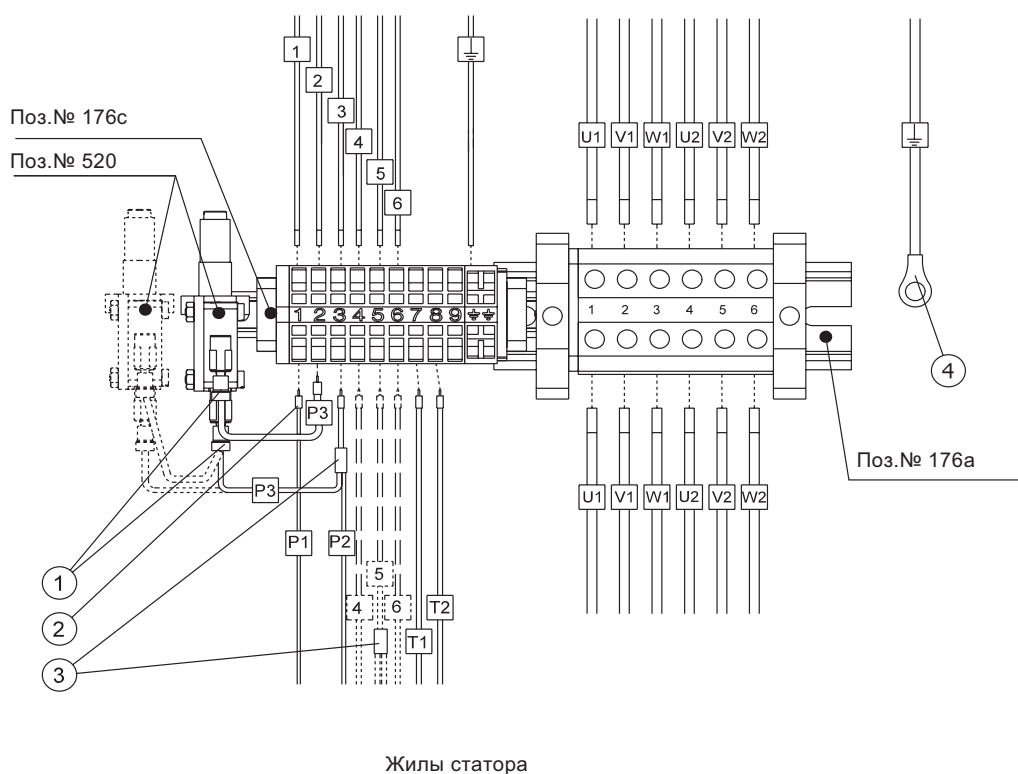 1
2
3
4
5
6
Поз.№ 176c
Поз.№ 520
U1 V1 W1 U2 V2 W2
1 2 3 4 5 6 7 8 9
1 2 3 4 5 6
4
P3
Поз.№ 176a
P3
U1 V1 W1 U2 V2 W2
P1 P2
5
1
4 6 T2
2
T1
3
Жилы статора